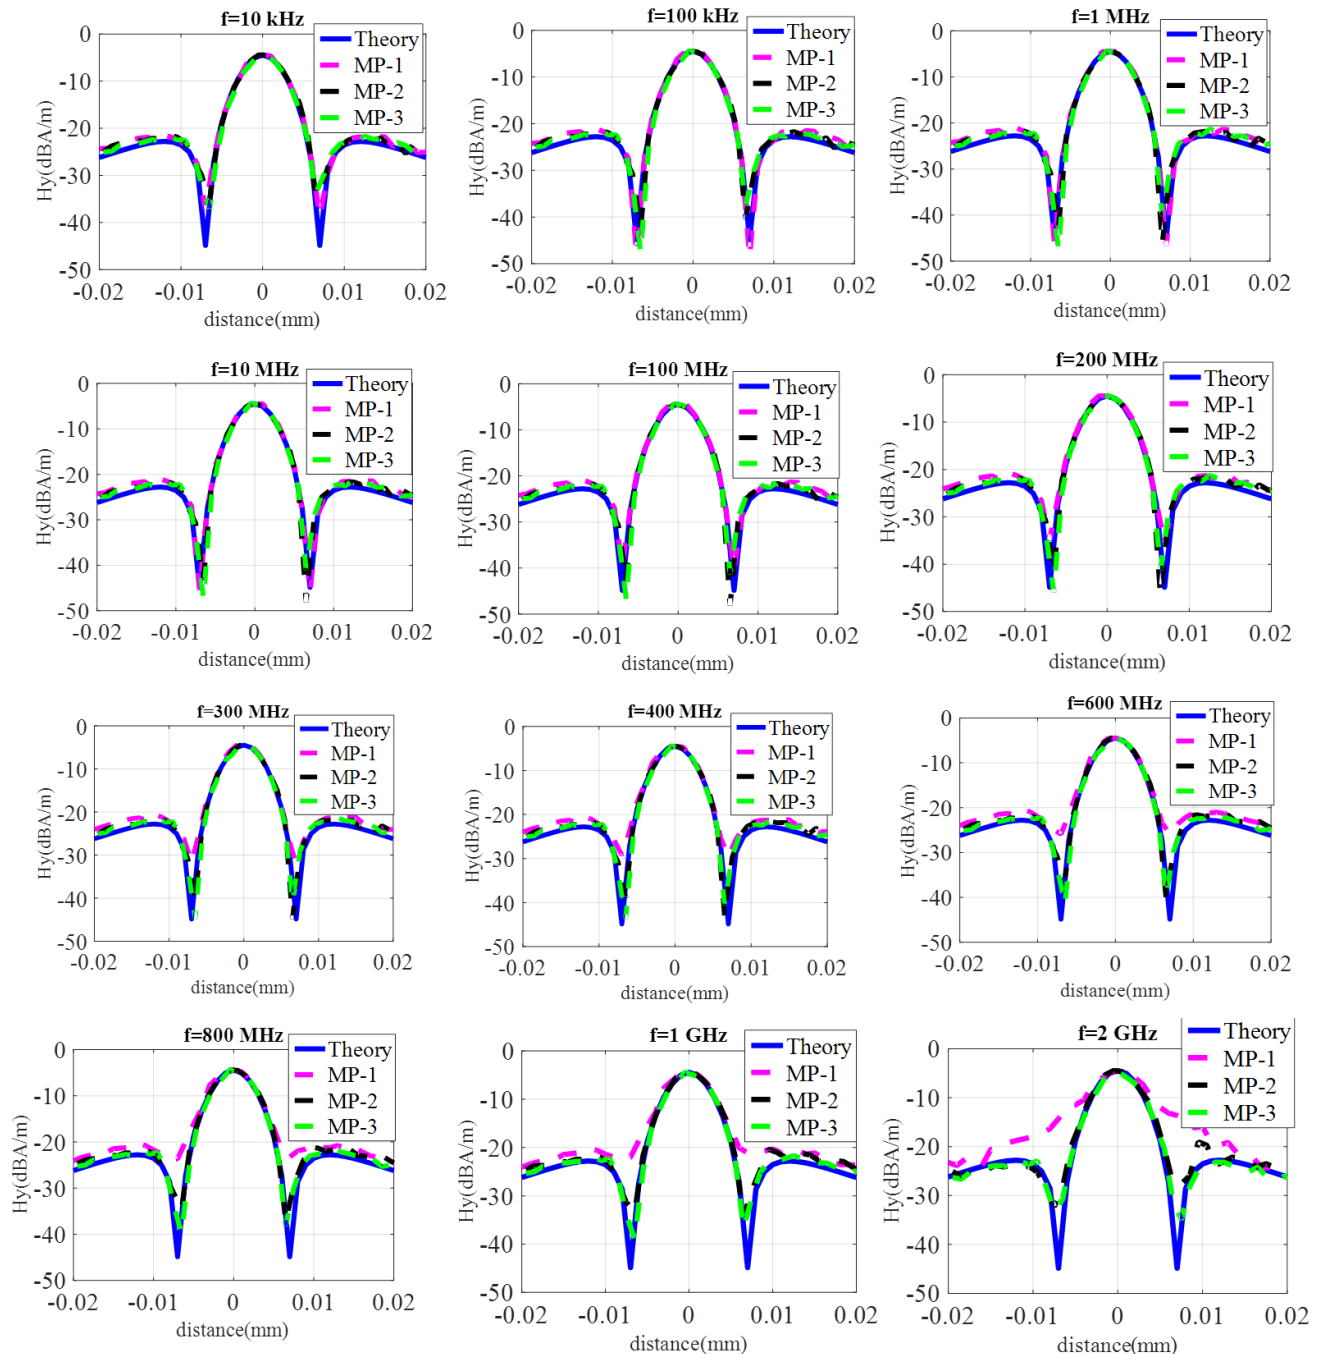 f=10 kHz
Theory
MP-1
MP-2
MP-3
Hy(dBA/m)
0
-10
-20
-30
-40
-50
-0.02 -0.01 0 0.01 0.02
distance(mm)
f=100 kHz
Theory
MP-1
MP-2
MP-3
Hy(dBA/m)
0
-10
-20
-30
-40
-50
-0.02 -0.01 0 0.01 0.02
distance(mm)
f=1 MHz
Theory
MP-1
MP-2
MP-3
Hy(dBA/m)
0
-10
-20
-30
-40
-50
-0.02 -0.01 0 0.01 0.02
distance(mm)
f=10 MHz
Theory
MP-1
MP-2
MP-3
Hy(dBA/m)
0
-10
-20
-30
-40
-50
-0.02 -0.01 0 0.01 0.02
distance(mm)
f=100 MHz
Theory
MP-1
MP-2
MP-3
Hy(dBA/m)
0
-10
-20
-30
-40
-50
-0.02 -0.01 0 0.01 0.02
distance(mm)
f=200 MHz
Theory
MP-1
MP-2
MP-3
Hy(dBA/m)
0
-10
-20
-30
-40
-50
-0.02 -0.01 0 0.01 0.02
distance(mm)
f=300 MHz
Theory
MP-1
MP-2
MP-3
Hy(dBA/m)
0
-10
-20
-30
-40
-50
-0.02 -0.01 0 0.01 0.02
distance(mm)
f=400 MHz
Theory
MP-1
MP-2
MP-3
Hy(dBA/m)
0
-10
-20
-30
-40
-50
-0.02 -0.01 0 0.01 0.02
distance(mm)
f=600 MHz
Theory
MP-1
MP-2
MP-3
Hy(dBA/m)
0
-10
-20
-30
-40
-50
-0.02 -0.01 0 0.01 0.02
distance(mm)
f=800 MHz
Theory
MP-1
MP-2
MP-3
Hy(dBA/m)
0
-10
-20
-30
-40
-50
-0.02 -0.01 0 0.01 0.02
distance(mm)
f=1 GHz
Theory
MP-1
MP-2
MP-3
Hy(dBA/m)
0
-10
-20
-30
-40
-50
-0.02 -0.01 0 0.01 0.02
distance(mm)
f=2 GHz
Theory
MP-1
MP-2
MP-3
Hy(dBA/m)
0
-10
-20
-30
-40
-50
-0.02 -0.01 0 0.01 0.02
distance(mm)